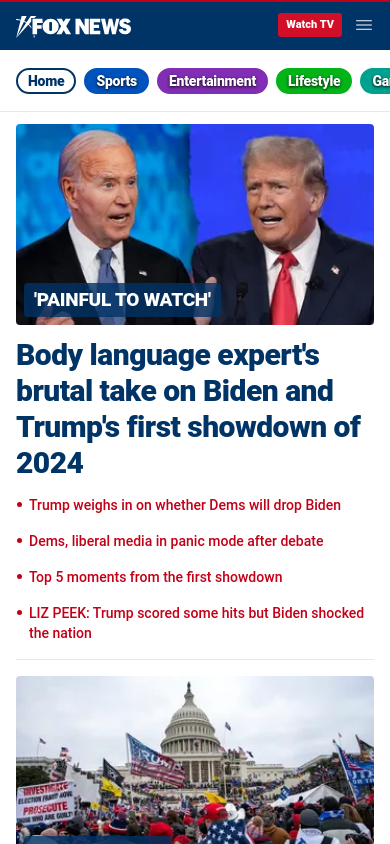 FOX NEWS
Watch TV
Home
Sports
Entertainment
Lifestyle
Ga
'PAINFUL TO WATCH'
Body language expert's
brutal take on Biden and
Trump's first showdown of
2024
Trump weighs in on whether Dems will drop Biden
Dems, liberal media in panic mode after debate
Top 5 moments from the first showdown
LIZ PEEK: Trump scored some hits but Biden shocked
the nation
INVESTIGATE
ELECTION FRAUD
PROSECUTE
THOSE WHO ARE GUILTY
TRUMP